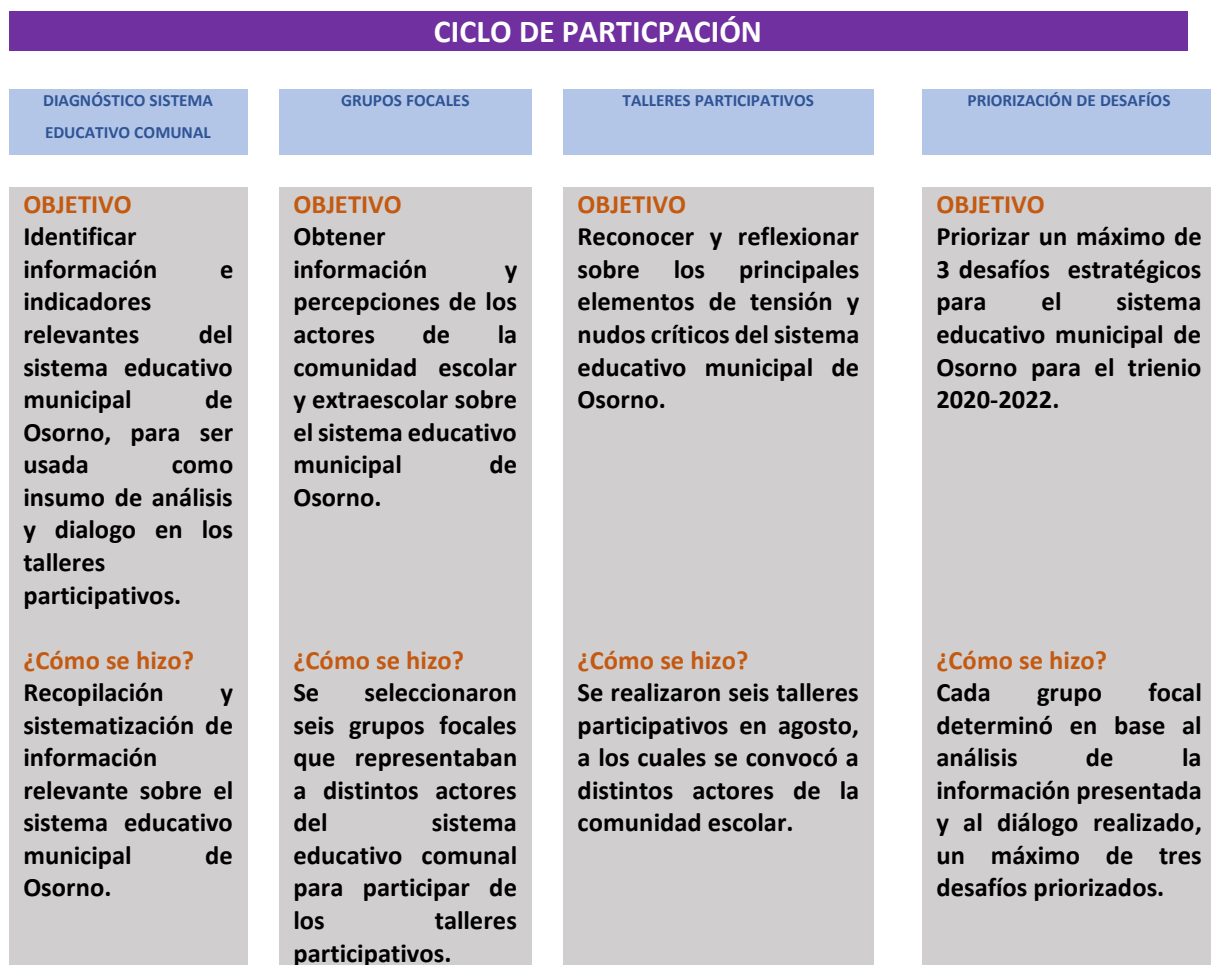 CICLO DE PARTICPACIÓN
DIAGNÓSTICO SISTEMA
EDUCATIVO COMUNAL
GRUPOS FOCALES
TALLERES PARTICIPATIVOS
PRIORIZACIÓN DE DESAFÍOS
OBJETIVO
Identificar
información e
indicadores
relevantes del
sistema educativo
municipal de
Osorno, para ser
usada como
insumo de análisis
y dialogo en los
talleres
participativos.
¿Cómo se hizo?
Recopilación y
sistematización de
información
relevante sobre el
sistema educativo
municipal de
Osorno.
OBJETIVO
Obtener
información y
percepciones de los
actores de la
comunidad escolar
y extraescolar sobre
el sistema educativo
municipal de
Osorno.
¿Cómo se hizo?
Se seleccionaron
seis grupos focales
que representaban
a distintos actores
del sistema
educativo comunal
para participar de
los talleres
participativos.
OBJETIVO
Reconocer y reflexionar
sobre los principales
elementos de tensión y
nudos críticos del sistema
educativo municipal de
Osorno.
¿Cómo se hizo?
Se realizaron seis talleres
participativos en agosto,
a los cuales se convocó a
distintos actores de la
comunidad escolar.
OBJETIVO
Priorizar un máximo de
3 desafíos estratégicos
para el sistema
educativo municipal de
Osorno para el trienio
2020-2022.
¿Cómo se hizo?
Cada grupo focal
determinó en base al
análisis de la
información presentada
y al diálogo realizado,
un máximo de tres
desafíos priorizados.